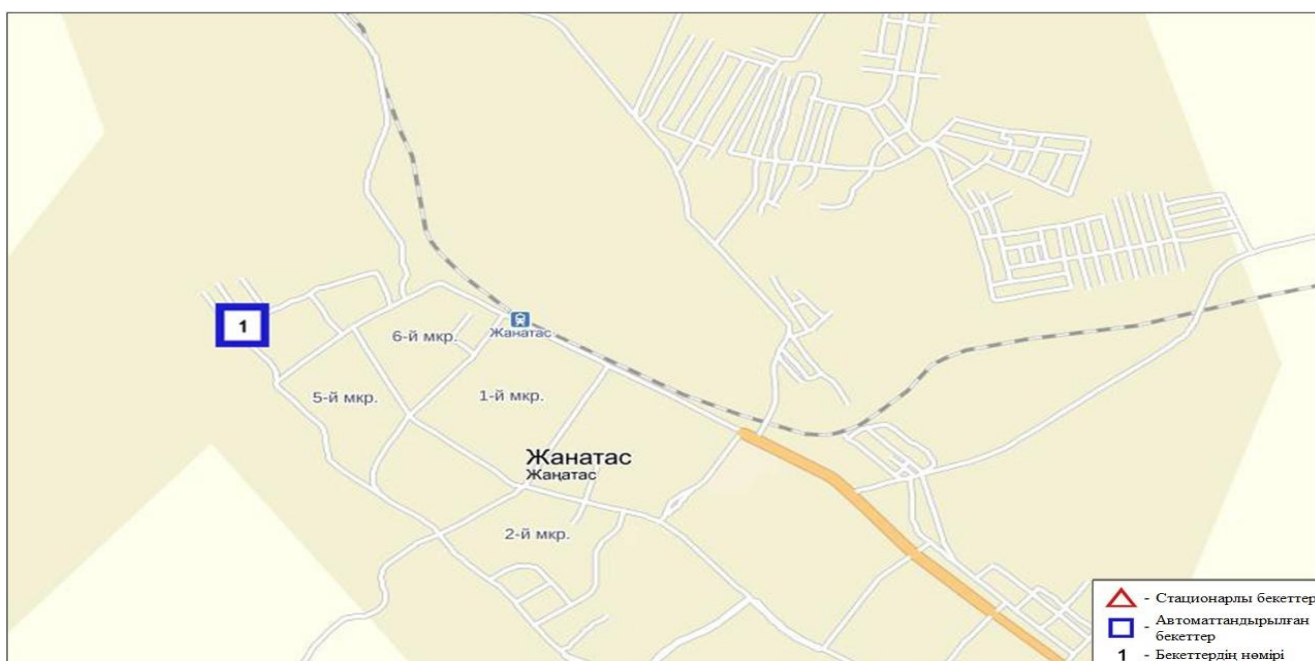 1
6-й мкр.
Жанатас
5-й мкр.
1-й мкр.
Жанатас
Жаңатас
2-й мкр.
- Стационарлы бекеттер
- Автоматтандырылған
бекеттер
1 - Бекеттердің нөмірі